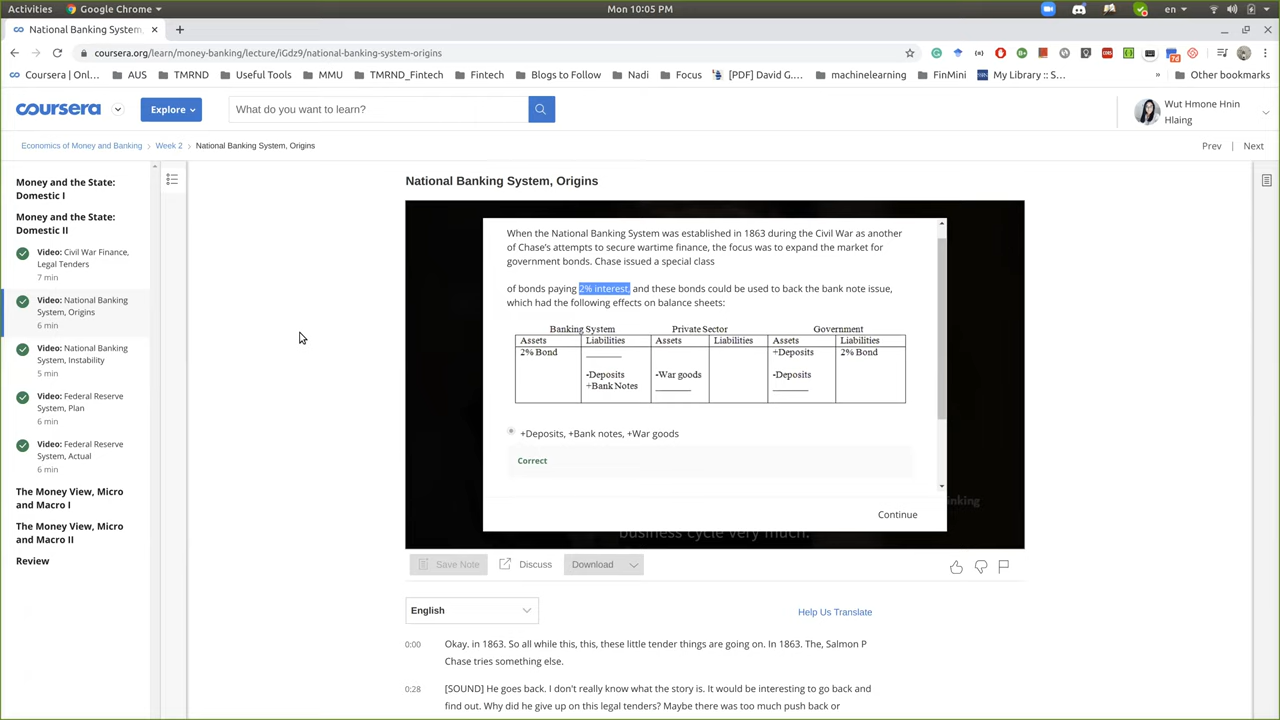 Activities
Google Chrome
Mon 10:05 PM
en
National Banking System,
coursera.org/learn/money-banking/lecture/iGdz9/national-banking-system-origins
Coursera | Onl…
AUS
TMRND
Useful Tools
MMU
TMRND_Fintech
Fintech
Blogs to Follow
Nadi
Focus
[PDF] David G.…
machinelearning
FinMini
My Library :: S…
»
Other bookmarks
coursera
Explore
What do you want to learn?
Wut Hmone Hnin
Hlaing
Economics of Money and Banking
Week 2
National Banking System, Origins
Prev
Next
Money and the State:
Domestic I
Money and the State:
Domestic II
Video: Civil War Finance,
Legal Tenders
7 min
Video: National Banking
System, Origins
6 min
Video: National Banking
System, Instability
5 min
Video: Federal Reserve
System, Plan
6 min
Video: Federal Reserve
System, Actual
6 min
The Money View, Micro
and Macro I
The Money View, Micro
and Macro II
Review
National Banking System, Origins
When the National Banking System was established in 1863 during the Civil War as another
of Chase's attempts to secure wartime finance, the focus was to expand the market for
government bonds. Chase issued a special class
of bonds paying 2% interest, and these bonds could be used to back the bank note issue,
which had the following effects on balance sheets:
Banking System Private Sector Government
Assets Liabilities Assets Liabilities Assets Liabilities
2% Bond ______ +Deposits 2% Bond
-Deposits -War goods -Deposits
+Bank Notes ______ ______
+Deposits, +Bank notes, +War goods
Correct
Continue
inking
business cycle very much.
Save Note
Discuss
Download
English
Help Us Translate
0:00 Okay. in 1863. So all while this, this, these little tender things are going on. In 1863. The, Salmon P
Chase tries something else.
0:28 [SOUND] He goes back. I don't really know what the story is. It would be interesting to go back and
find out. Why did he give up on this legal tenders? Maybe there was too much push back or